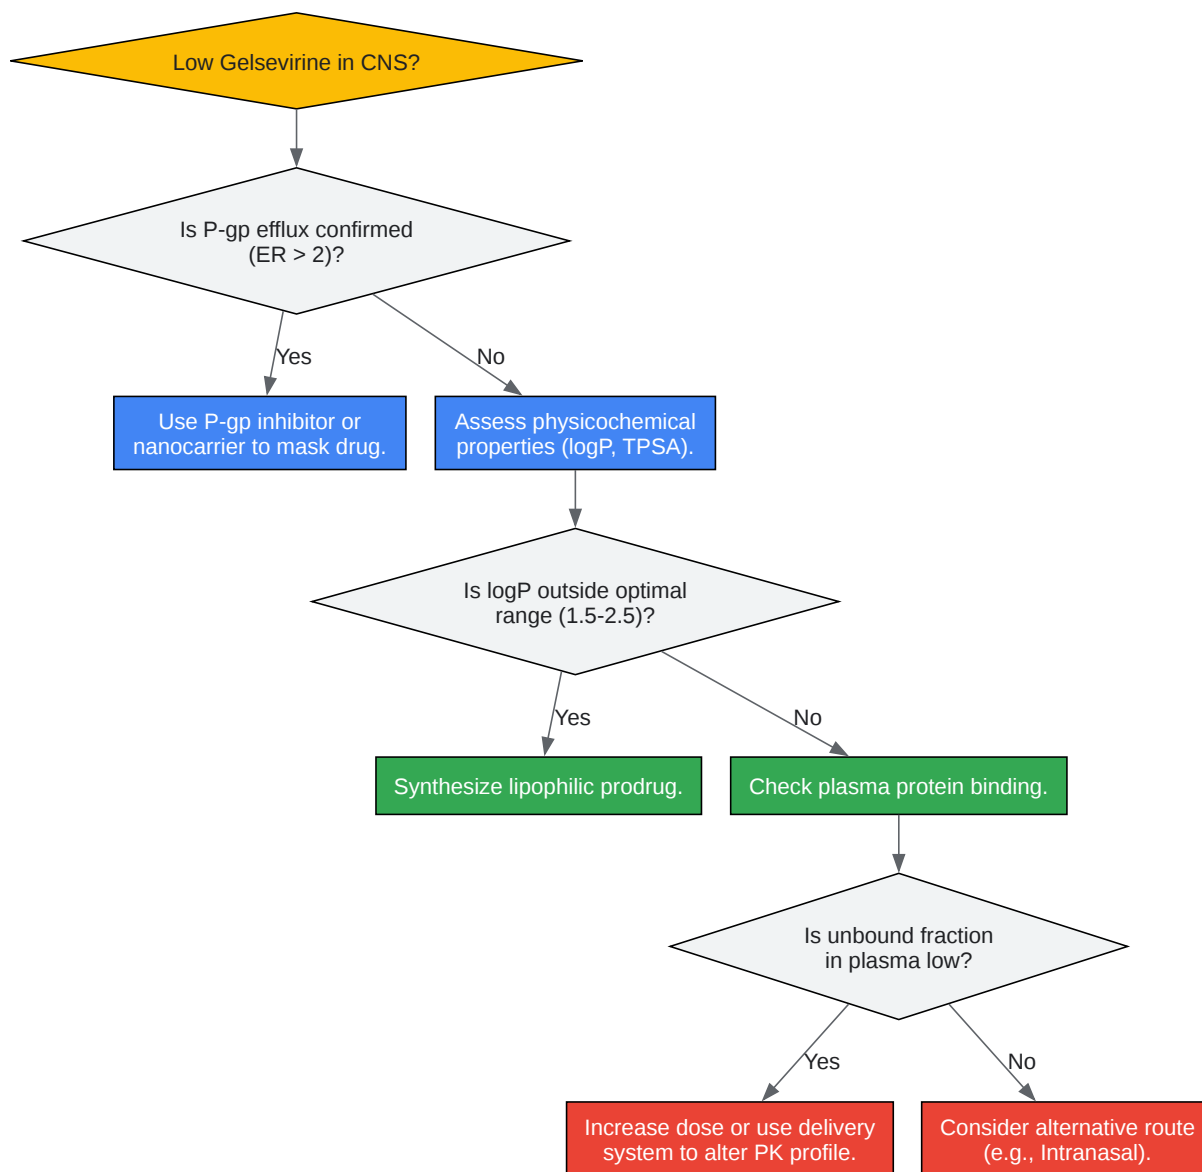 Low Gelsevirine in CNS?
Is P-gp efflux confirmed
(ER > 2)?
Yes
No
Use P-gp inhibitor or
nanocarrier to mask drug.
Assess physicochemical
properties (logP, TPSA).
Is logP outside optimal
range (1.5-2.5)?
Yes
No
Synthesize lipophilic prodrug.
Check plasma protein binding.
Is unbound fraction
in plasma low?
Yes
No
Increase dose or use delivery
system to alter PK profile.
Consider alternative route
(e.g., Intranasal).